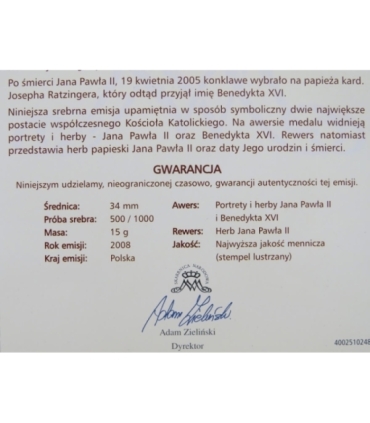 Po śmierci Jana Pawła II, 19 kwietnia 2005 konklawe wybrało na papieża kard.
Josepha Ratzingera, który odtąd przyjął imię Benedykta XVI.
Niniejsza srebrna emisja upamiętnia w sposób symboliczny dwie największe
postacie współczesnego Kościoła Katolickiego. Na awersie medalu widnieją
portrety i herby - Jana Pawła II oraz Benedykta XVI. Rewers natomiast
przedstawia herb papieski Jana Pawła II oraz daty Jego urodzin i śmierci.
GWARANCJA
Niniejszym udzielamy, nieograniczonej czasowo, gwarancji autentyczności tej emisji.
Średnica: 34 mm
Próba srebra: 500 / 1000
Masa: 15 g
Rok emisji: 2008
Kraj emisji: Polska
Awers: Portrety i herby Jana Pawła II
i Benedykta XVI
Rewers: Herb Jana Pawła II
Jakość: Najwyższa jakość mennicza
(stempel lustrzany)
Adam Zieliński
Adam Zieliński
Dyrektor
4002510248